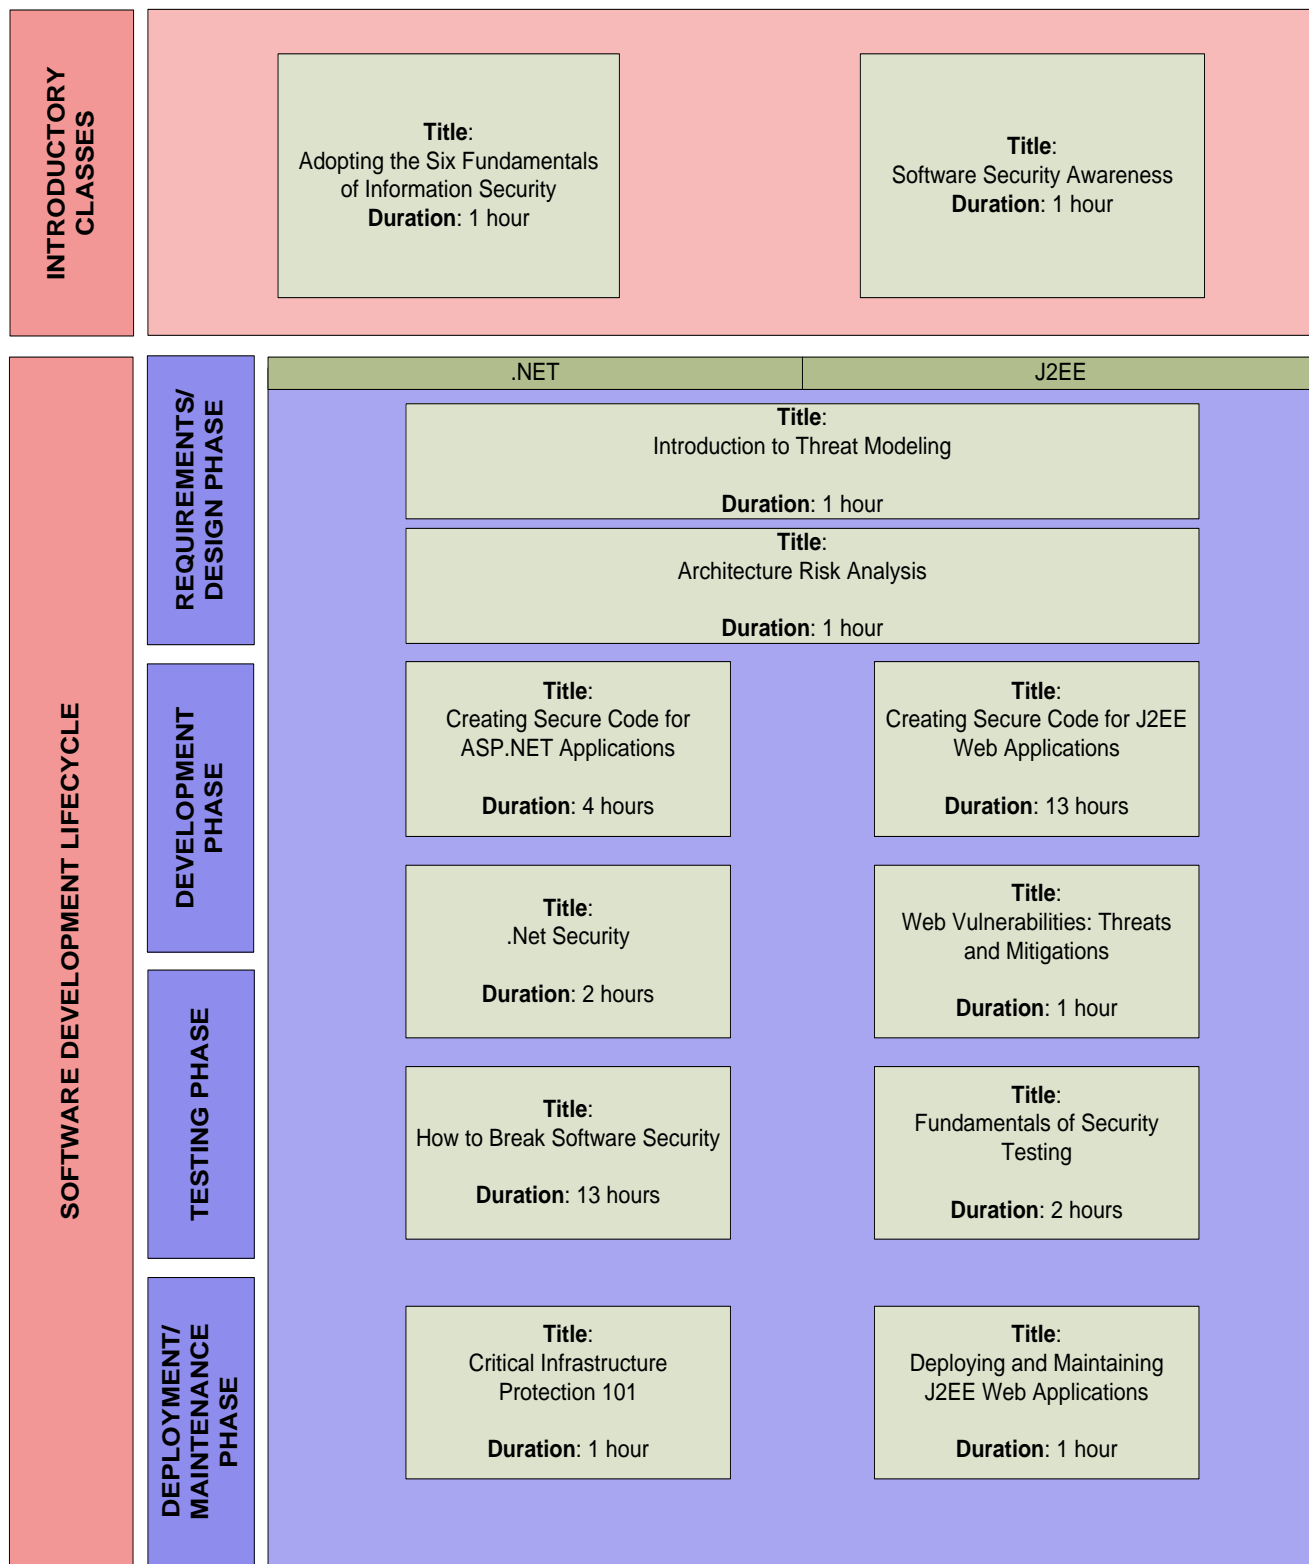 INTRODUCTORY
CLASSES
Title:
Adopting the Six Fundamentals
of Information Security
Duration: 1 hour
Title:
Software Security Awareness
Duration: 1 hour
SOFTWARE DEVELOPMENT LIFECYCLE
.NET
J2EE
REQUIREMENTS/
DESIGN PHASE
Title:
Introduction to Threat Modeling
Duration: 1 hour
Title:
Architecture Risk Analysis
Duration: 1 hour
DEVELOPMENT
PHASE
Title:
Creating Secure Code for
ASP.NET Applications
Duration: 4 hours
Title:
Creating Secure Code for J2EE
Web Applications
Duration: 13 hours
Title:
.Net Security
Duration: 2 hours
Title:
Web Vulnerabilities: Threats
and Mitigations
Duration: 1 hour
TESTING PHASE
Title:
How to Break Software Security
Duration: 13 hours
Title:
Fundamentals of Security
Testing
Duration: 2 hours
DEPLOYMENT/
MAINTENANCE
PHASE
Title:
Critical Infrastructure
Protection 101
Duration: 1 hour
Title:
Deploying and Maintaining
J2EE Web Applications
Duration: 1 hour